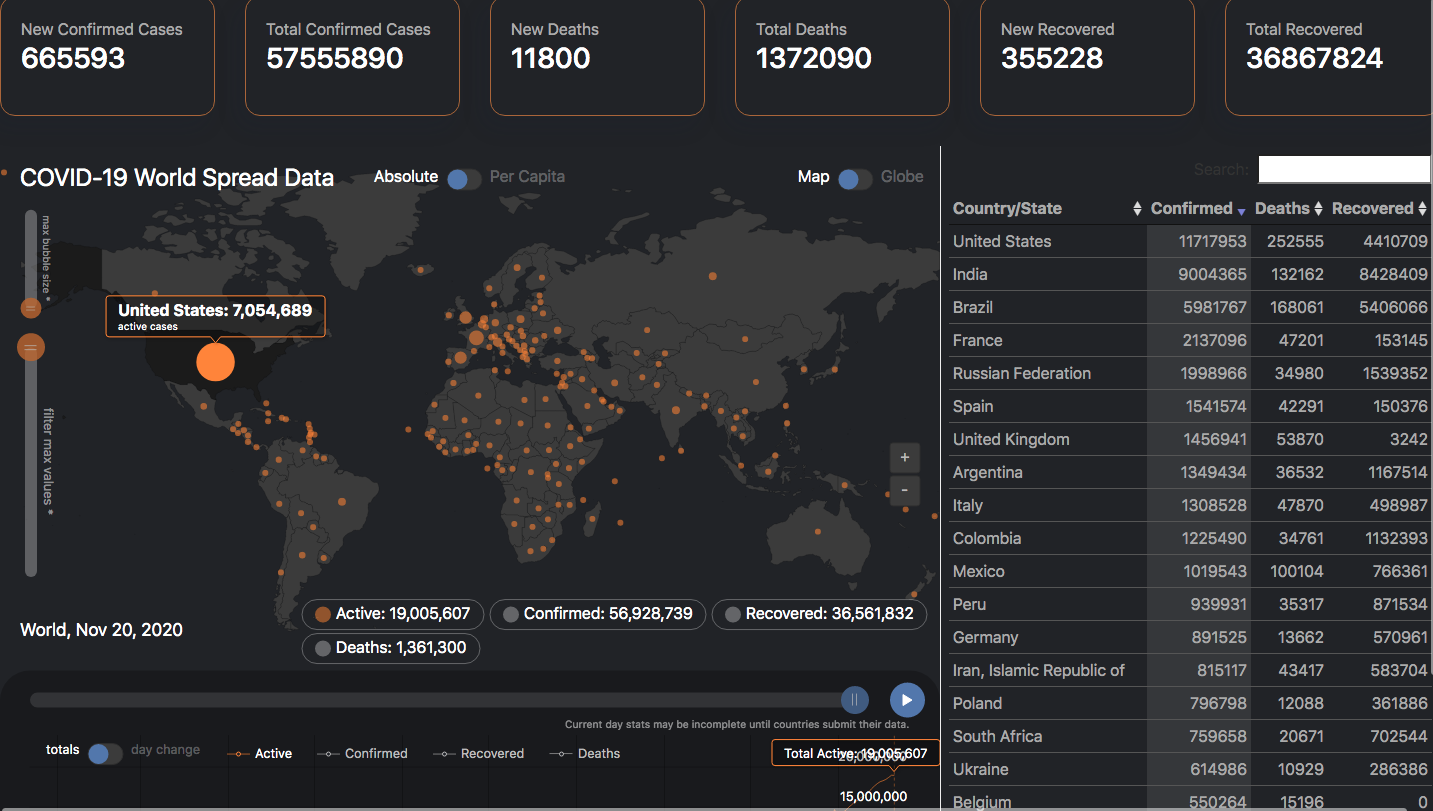 New Confirmed Cases
665593
Total Confirmed Cases
57555890
New Deaths
11800
Total Deaths
1372090
New Recovered
355228
Total Recovered
36867824
COVID-19 World Spread Data
Absolute Per Capita
Map Globe
max bubble size *
filter max values *
United States: 7,054,689
active cases
+
-
World, Nov 20, 2020
Active: 19,005,607
Confirmed: 56,928,739
Recovered: 36,561,832
Deaths: 1,361,300
Current day stats may be incomplete until countries submit their data.
totals day change
Active
Confirmed
Recovered
Deaths
Total Active: 19,005,607
20,000,000
15,000,000
Search:
Country/State Confirmed Deaths Recovered
United States 11717953 252555 4410709
India 9004365 132162 8428409
Brazil 5981767 168061 5406066
France 2137096 47201 153145
Russian Federation 1998966 34980 1539352
Spain 1541574 42291 150376
United Kingdom 1456941 53870 3242
Argentina 1349434 36532 1167514
Italy 1308528 47870 498987
Colombia 1225490 34761 1132393
Mexico 1019543 100104 766361
Peru 939931 35317 871534
Germany 891525 13662 570961
Iran, Islamic Republic of 815117 43417 583704
Poland 796798 12088 361886
South Africa 759658 20671 702544
Ukraine 614986 10929 286386
Belgium 550264 15196 0